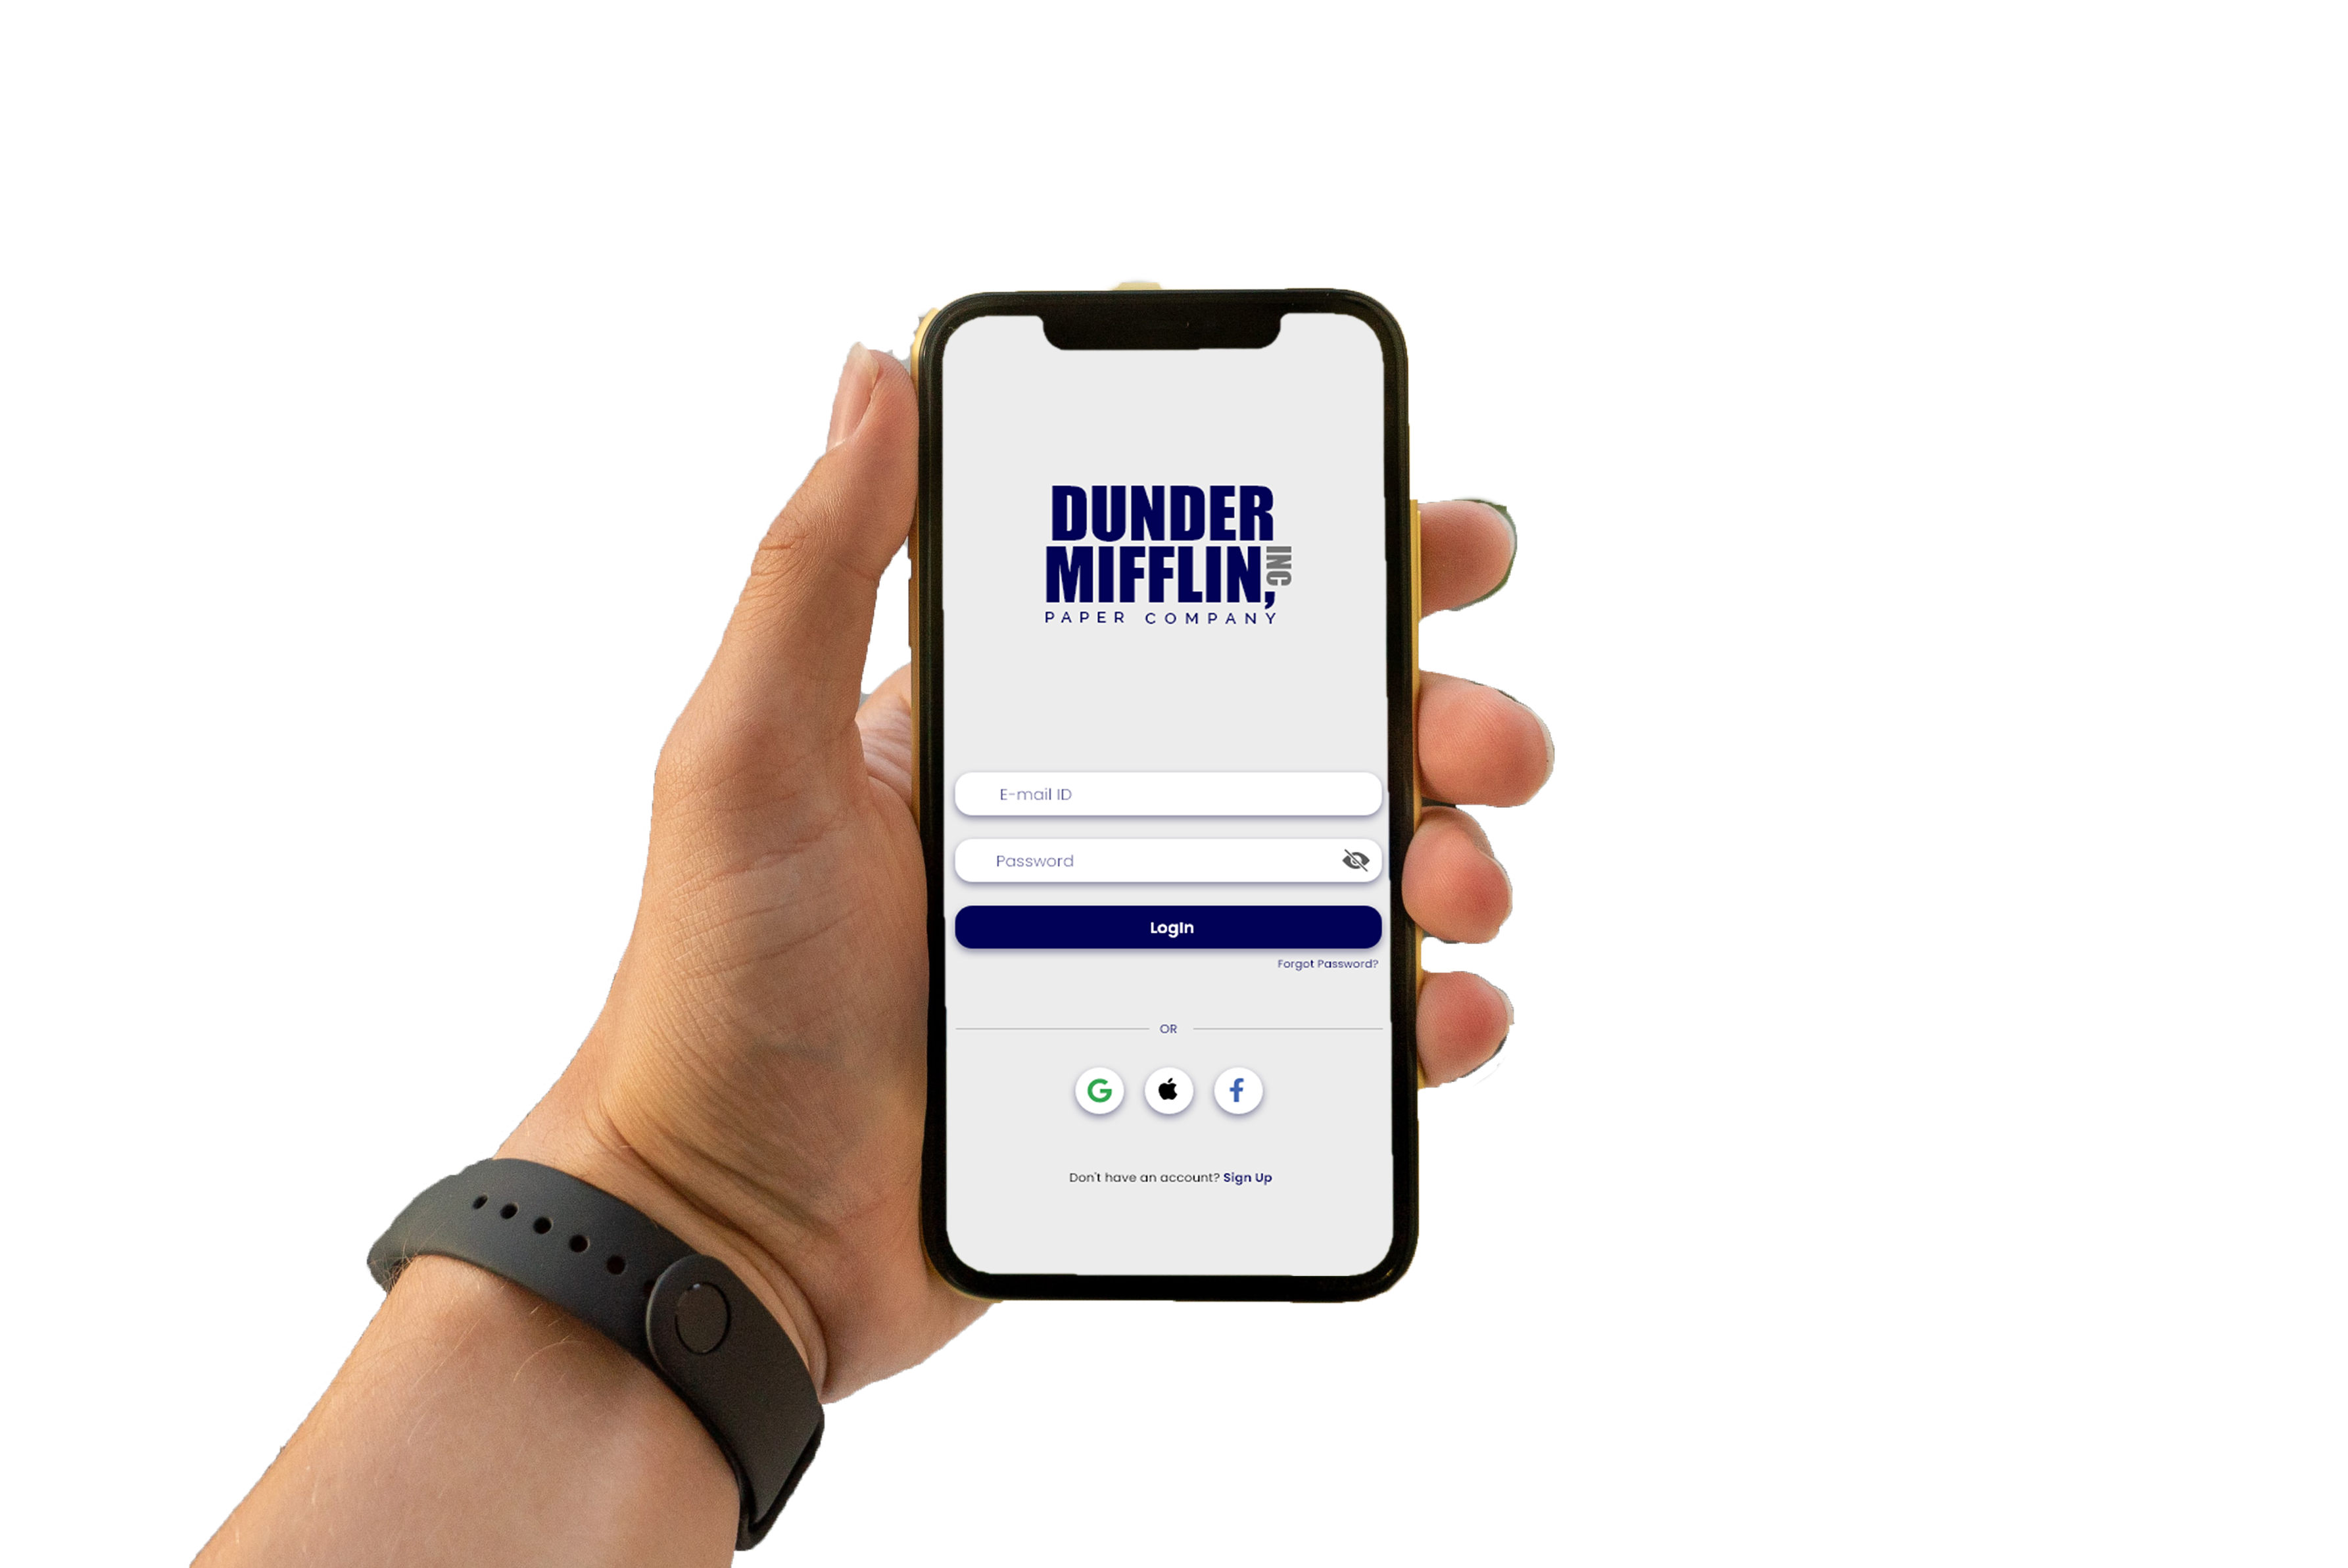 DUNDER
MIFFLIN,
INC
PAPER COMPANY
E-mail ID
Password
LogIn
Forgot Password?
OR
Don't have an account? Sign Up